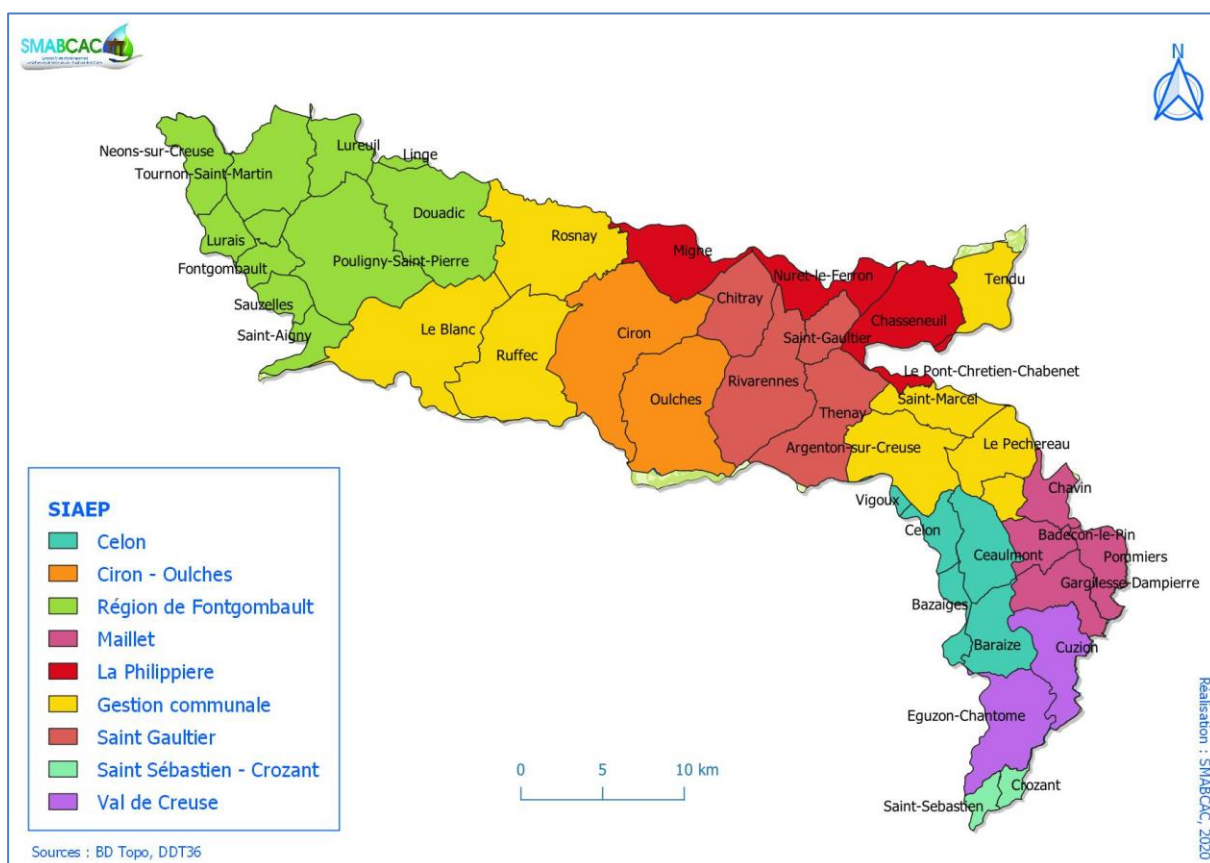 SMABCAC
N
Neons-sur-Creuse
Tournon-Saint-Martin
Lureuil
Linge
Douadic
Lurais
Fontgombault
Pouligny-Saint-Pierre
Sauzelles
Saint-Aigny
Rosnay
Le Blanc
Ruffec
Migne
Ciron
Oulches
Chitray
Nuret-le-Ferron
Saint-Gaultier
Rivarennes
Thenay
Chasseneuil
Tendu
Le Pont-Chretien-Chabenet
Saint-Marcel
Argenton-sur-Creuse
Le Pechereau
Vigoux
Celon
Ceaulmont
Chavin
Badecon-le-Pin
Pommiers
Gargilesse-Dampierre
Bazaiges
Baraize
Cuzion
Eguzon-Chantome
Crozant
Saint-Sebastien
SIAEP
Celon
Ciron - Oulches
Région de Fontgombault
Maillet
La Philippiere
Gestion communale
Saint Gaultier
Saint Sébastien - Crozant
Val de Creuse
0 5 10 km
Sources : BD Topo, DDT36
Réalisation : SMABCAC, 2020